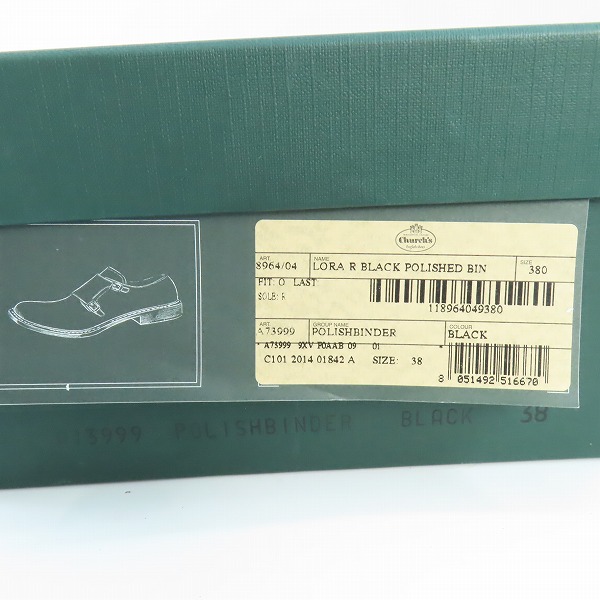 Church's
English shoes
ART. NAME SIZE
8964/04 LORA R BLACK POLISHED BIN 380
FIT: O LAST:
SOLE: R
118964049380
ART. GROUP NAME COLOUR
A73999 POLISHBINDER BLACK
* A73999 9XV F0AAB 09 01 *
C101 2014 01842 A SIZE: 38
8 051492 516670
73999 POLISHBINDER BLACK 38